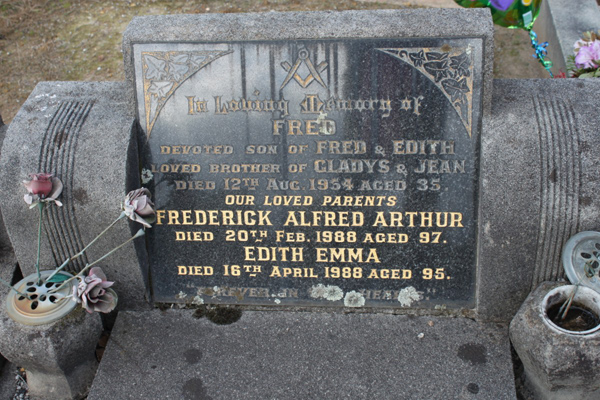 In Loving Memory of
FRED
DEVOTED SON OF FRED & EDITH
LOVED BROTHER OF GLADYS & JEAN
DIED 12TH AUG. 1954 AGED 35.
OUR LOVED PARENTS
FREDERICK ALFRED ARTHUR
DIED 20TH FEB. 1988 AGED 97.
EDITH EMMA
DIED 16TH APRIL 1988 AGED 95.
"FOREVER IN